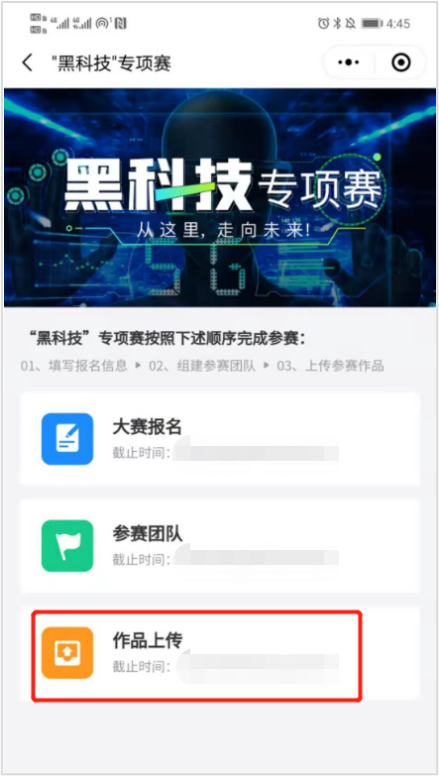 4:45
"黑科技"专项赛
黑科技专项赛
从这里, 走向未来!
5G
“黑科技”专项赛按照下述顺序完成参赛:
01、填写报名信息 ▸ 02、组建参赛团队 ▸ 03、上传参赛作品
大赛报名
截止时间:
参赛团队
截止时间:
作品上传
截止时间: